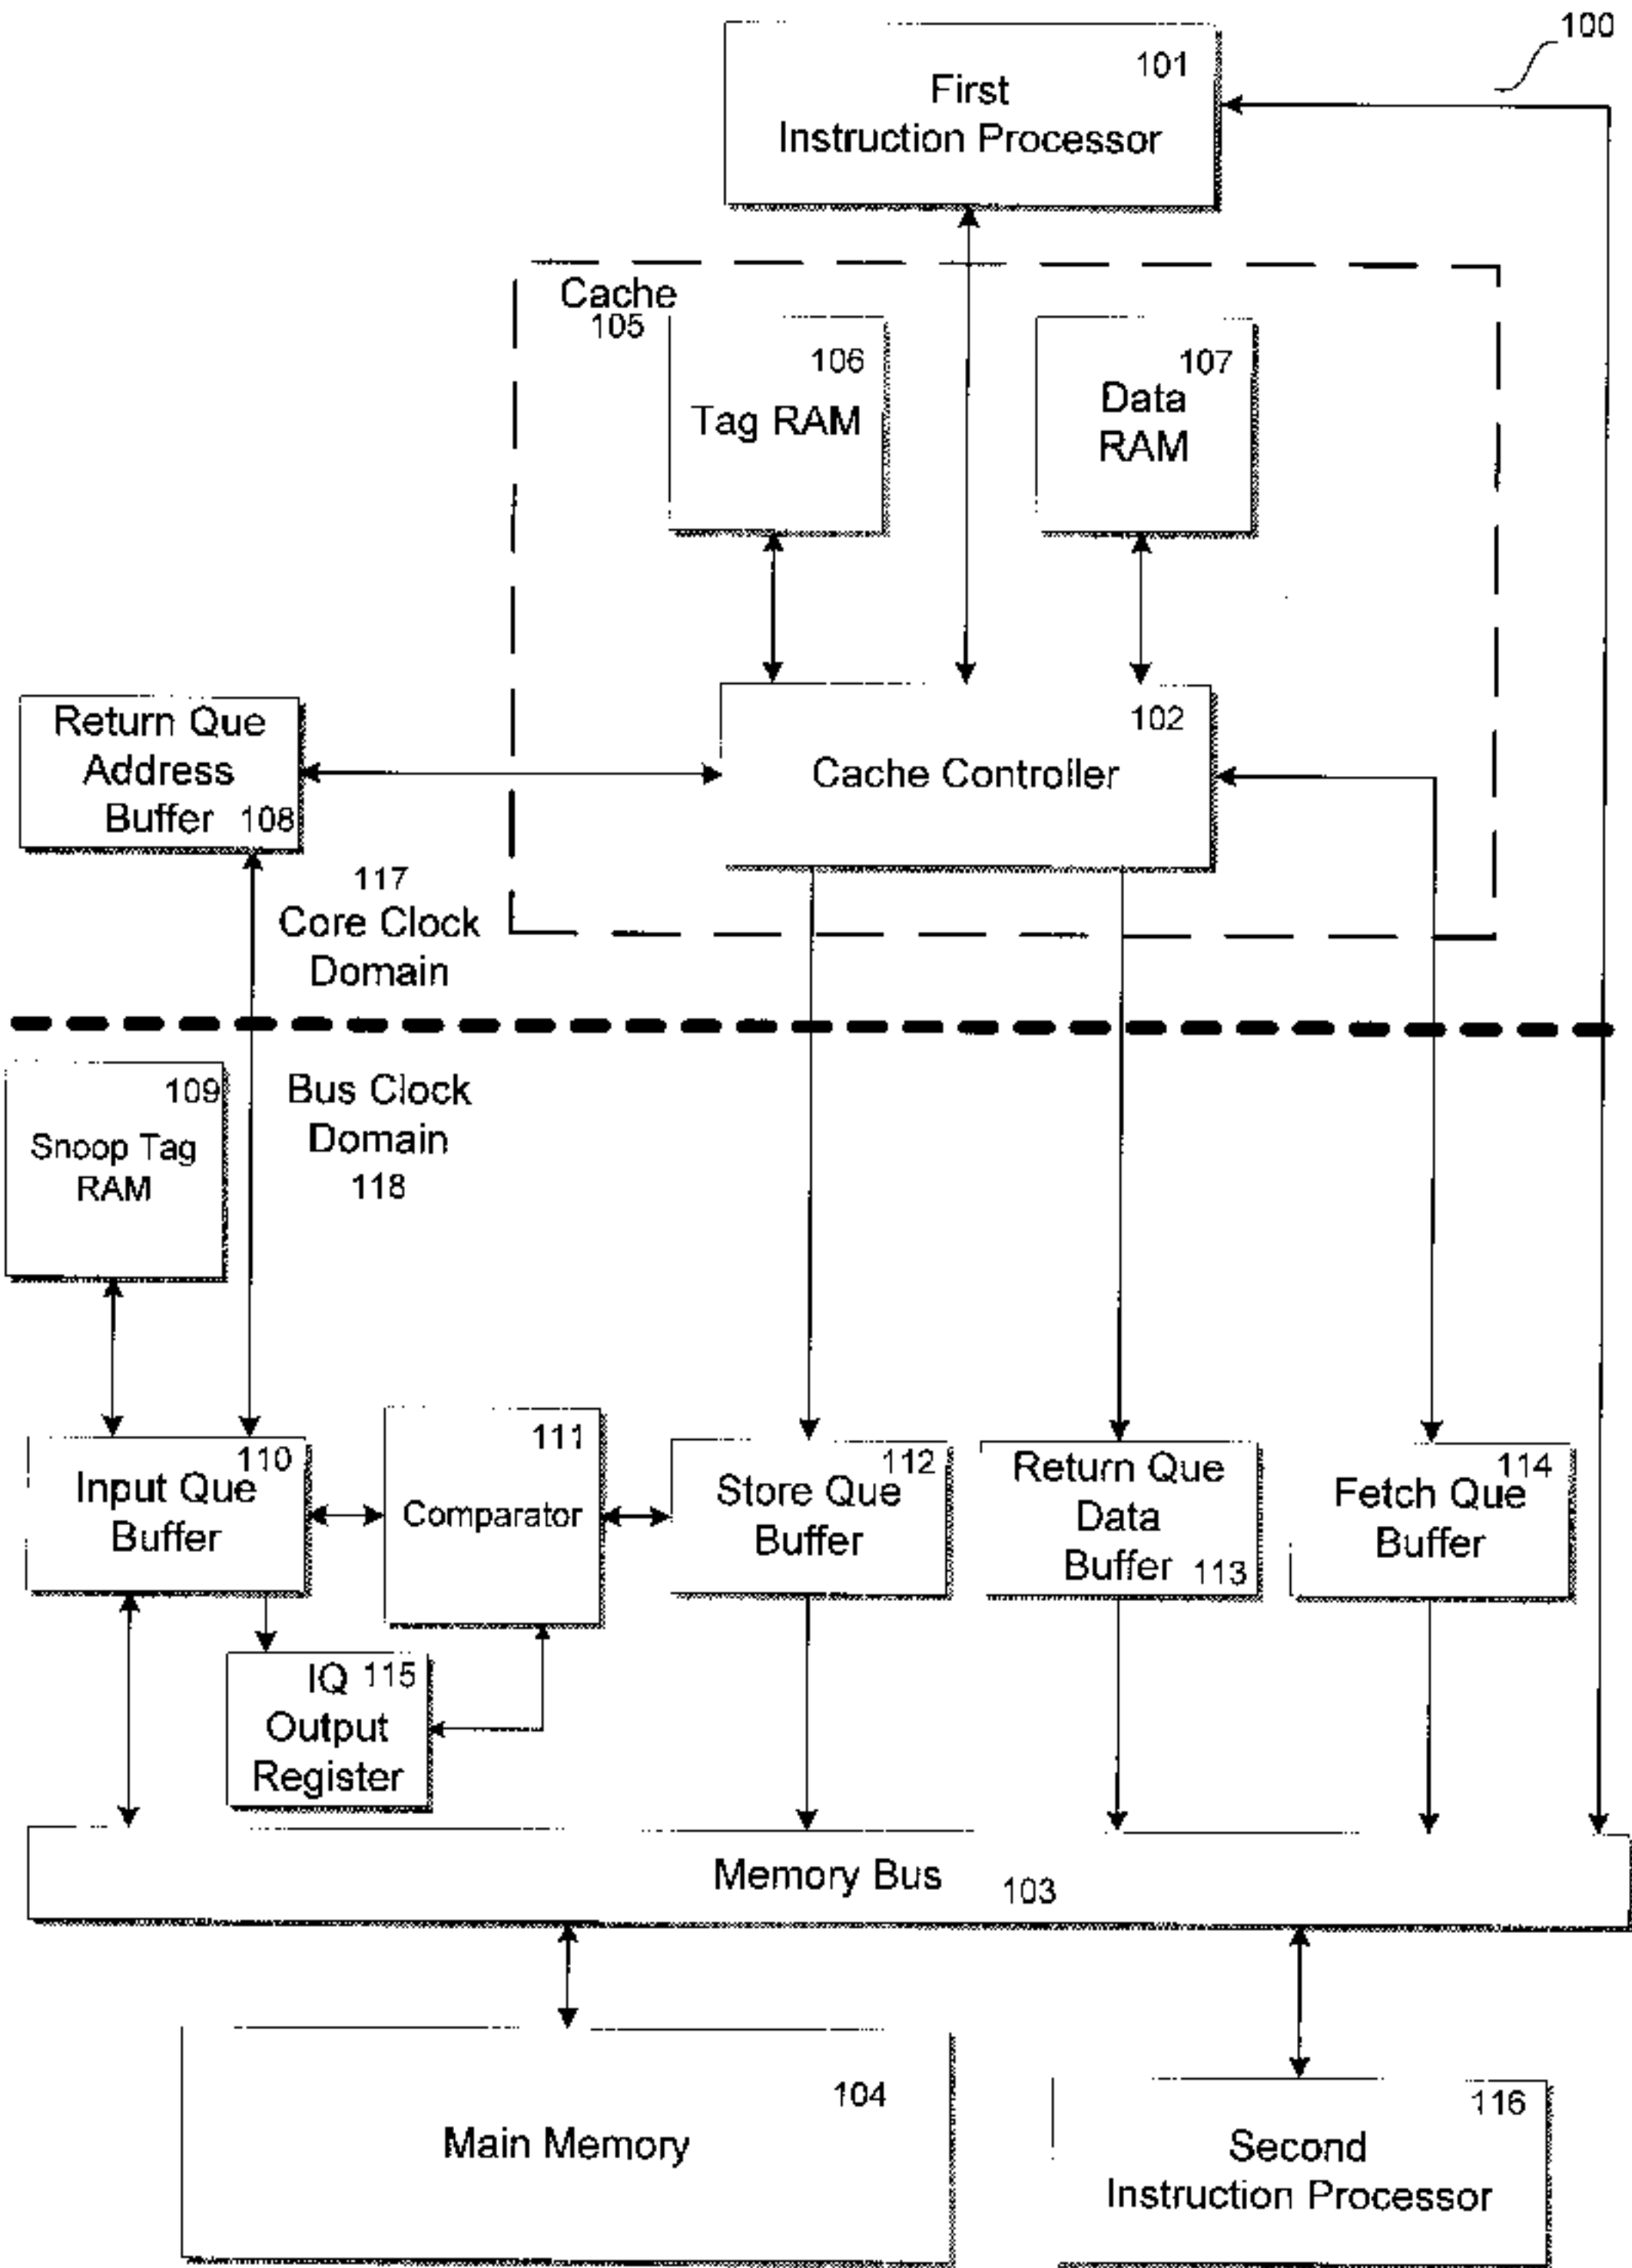 100
101
First
Instruction Processor
Cache
105
106
Tag RAM
107
Data
RAM
Return Que
Address
Buffer 108
102
Cache Controller
117
Core Clock
Domain
109
Snoop Tag
RAM
Bus Clock
Domain
118
110
Input Que
Buffer
111
Comparator
112
Store Que
Buffer
Return Que
Data
Buffer 113
114
Fetch Que
Buffer
IQ 115
Output
Register
Memory Bus 103
104
Main Memory
116
Second
Instruction Processor